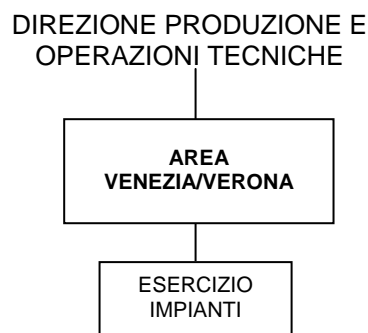 DIREZIONE PRODUZIONE E
OPERAZIONI TECNICHE
AREA
VENEZIA/VERONA
ESERCIZIO
IMPIANTI